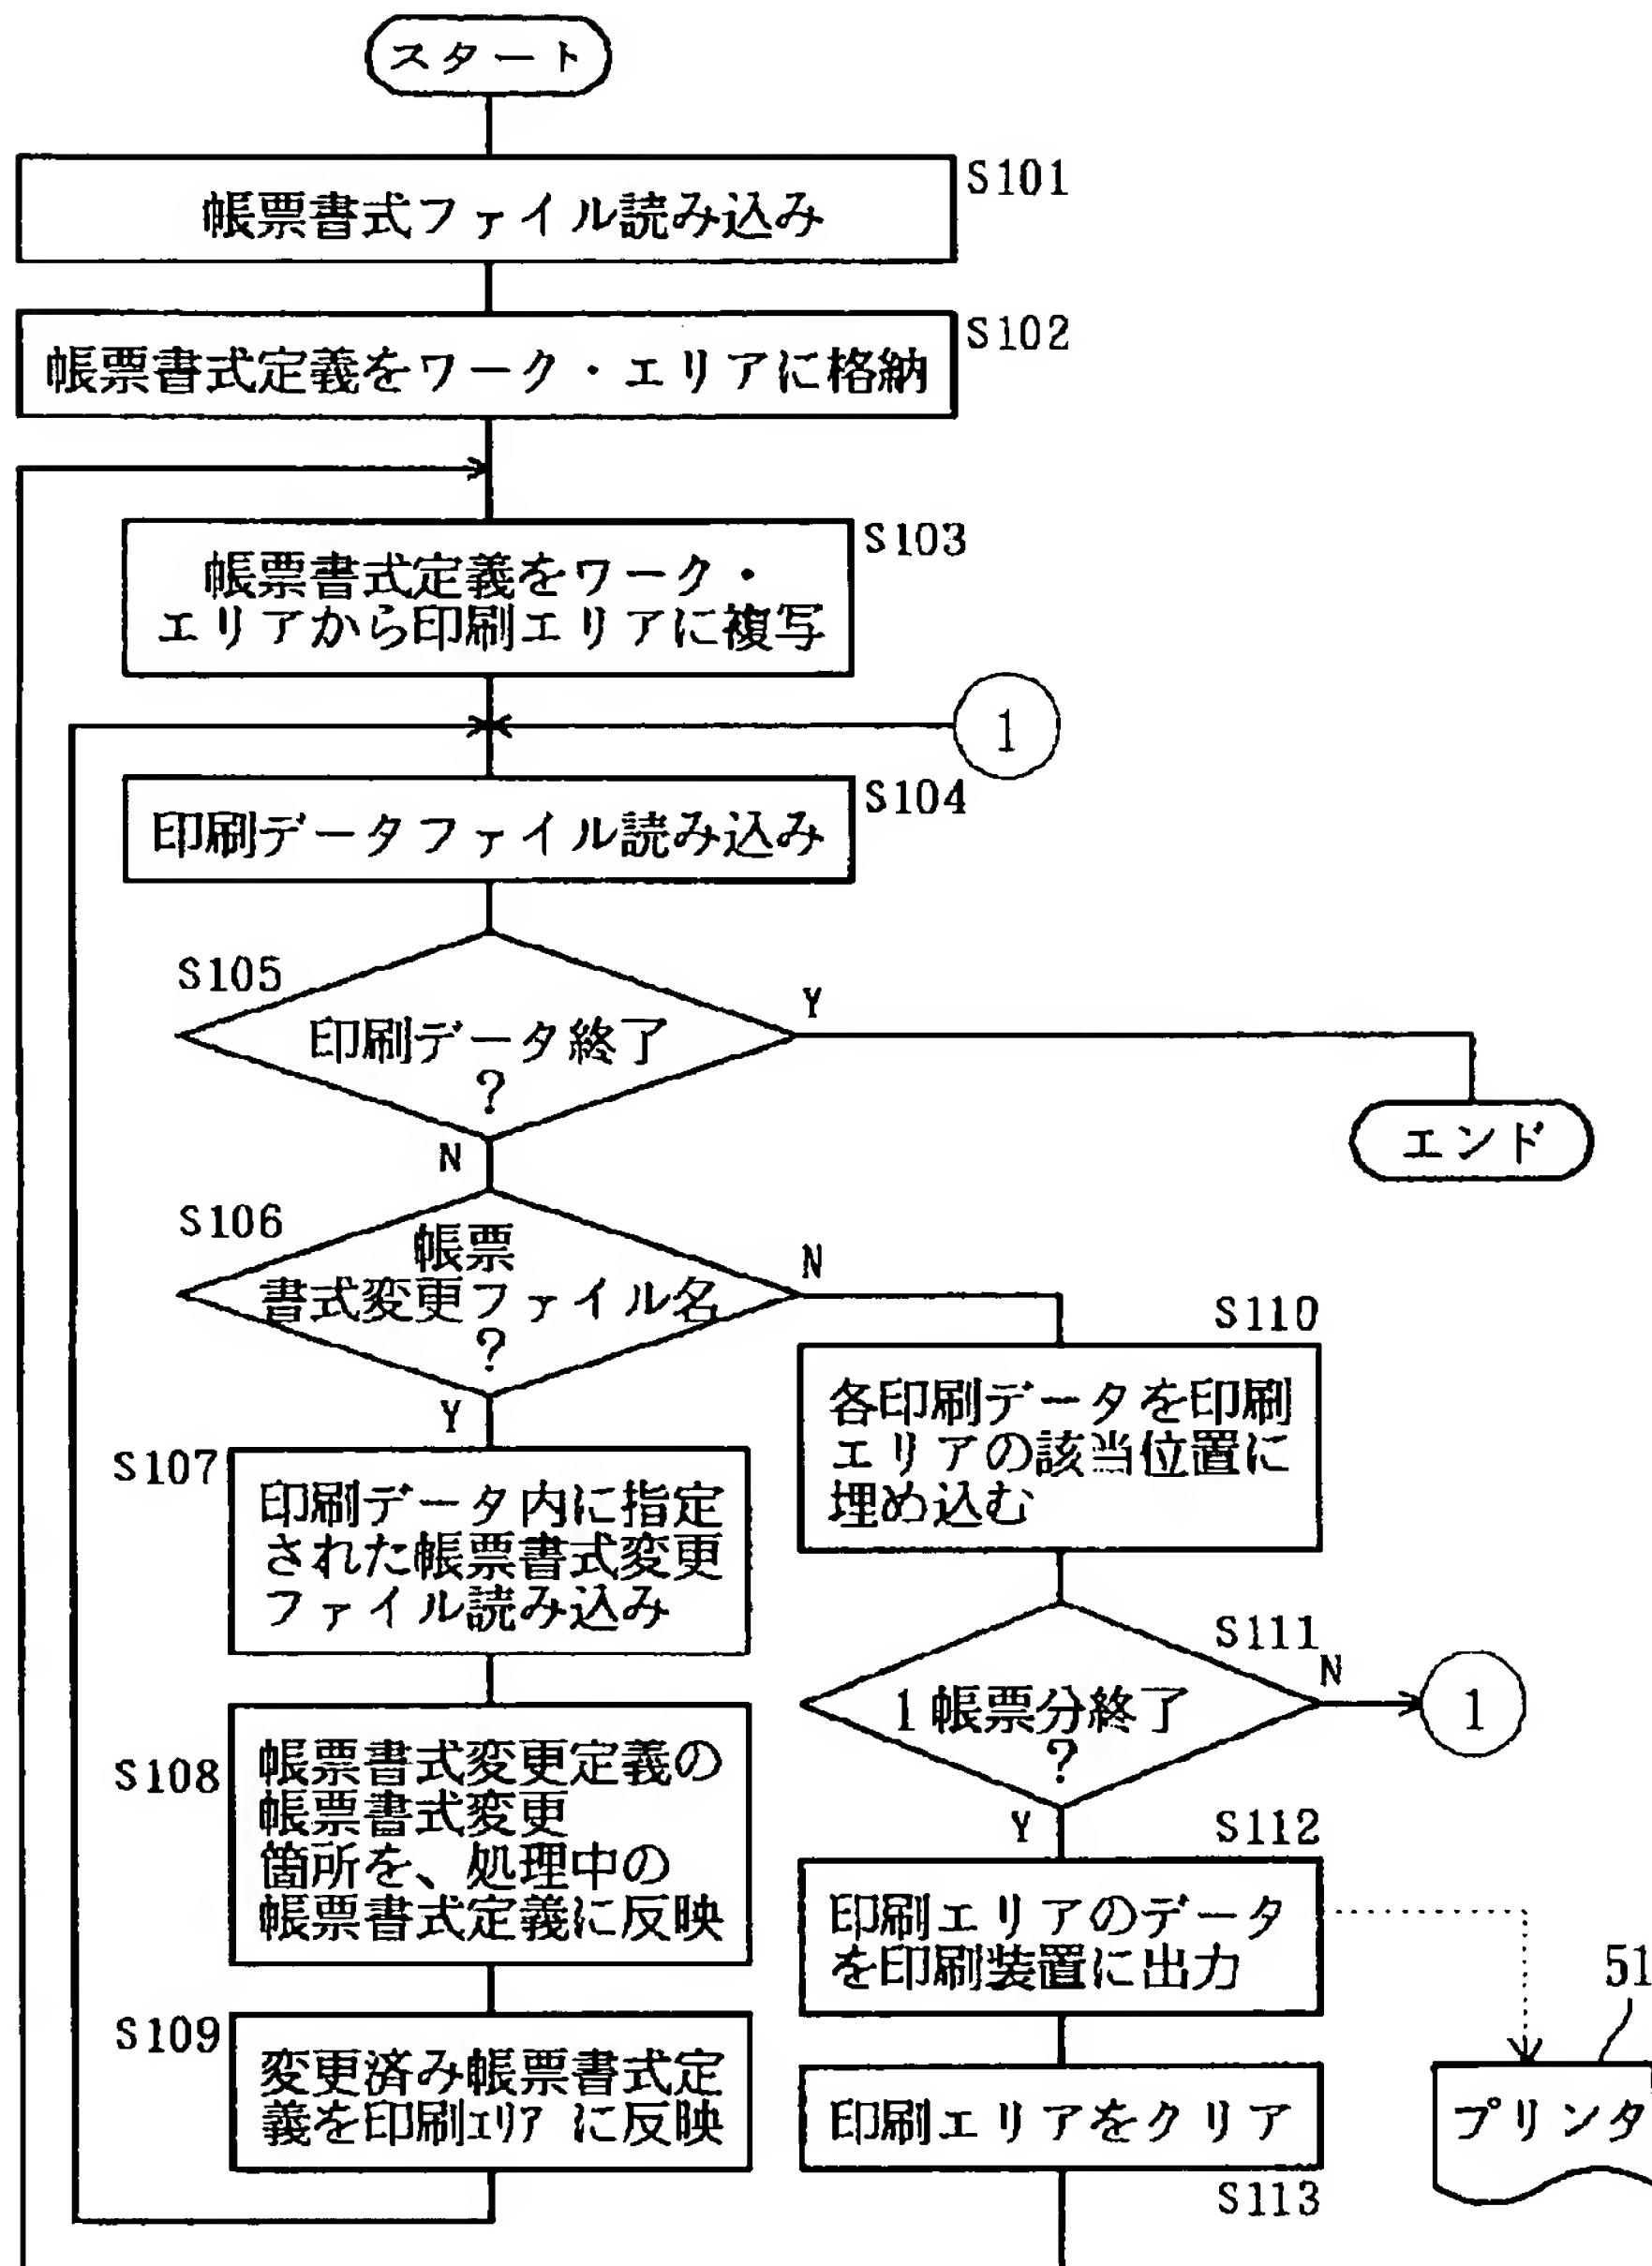 スタート
S101
帳票書式ファイル読み込み
S102
帳票書式定義をワーク・エリアに格納
S103
帳票書式定義をワーク・
エリアから印刷エリアに複写
1
S104
印刷データファイル読み込み
S105
印刷データ終了
?
Y
N
エンド
S106
帳票
書式変更ファイル名
?
N
Y
S107
印刷データ内に指定
された帳票書式変更
ファイル読み込み
S108
帳票書式変更定義の
帳票書式変更
箇所を、処理中の
帳票書式定義に反映
S109
変更済み帳票書式定
義を印刷エリアに反映
S110
各印刷データを印刷
エリアの該当位置に
埋め込む
S111
1帳票分終了
?
N
1
Y
S112
印刷エリアのデータ
を印刷装置に出力
51
プリンタ
印刷エリアをクリア
S113